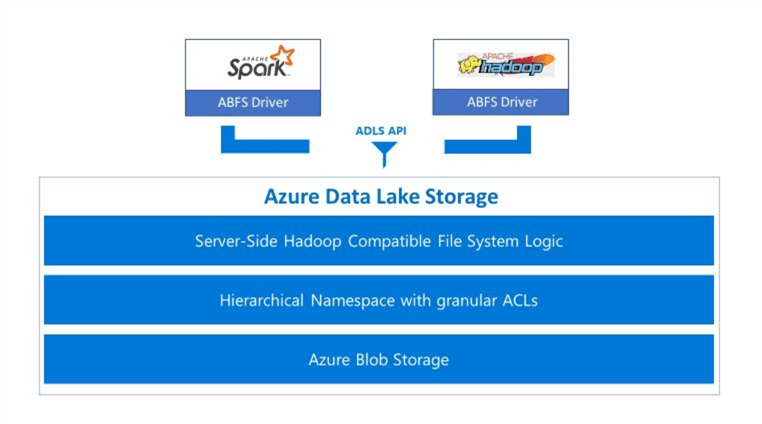 APACHE
Spark™
ABFS Driver
APACHE
hadoop
ABFS Driver
ADLS API
Azure Data Lake Storage
Server-Side Hadoop Compatible File System Logic
Hierarchical Namespace with granular ACLs
Azure Blob Storage